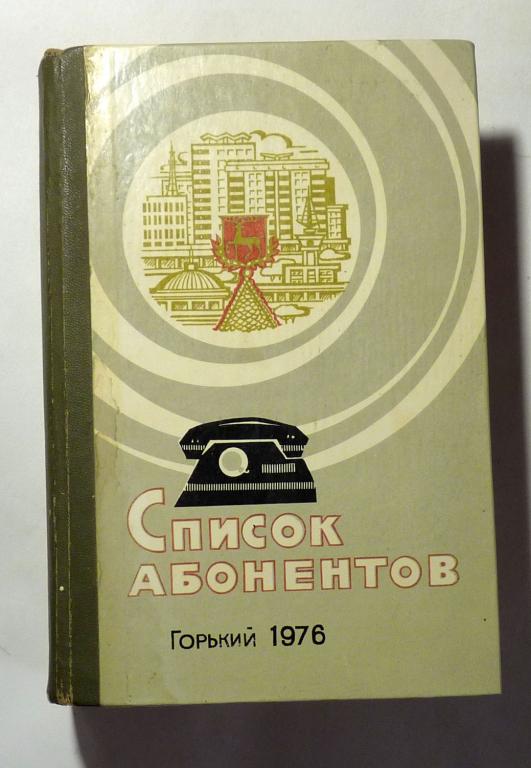 Список
абонентов
Горький 1976